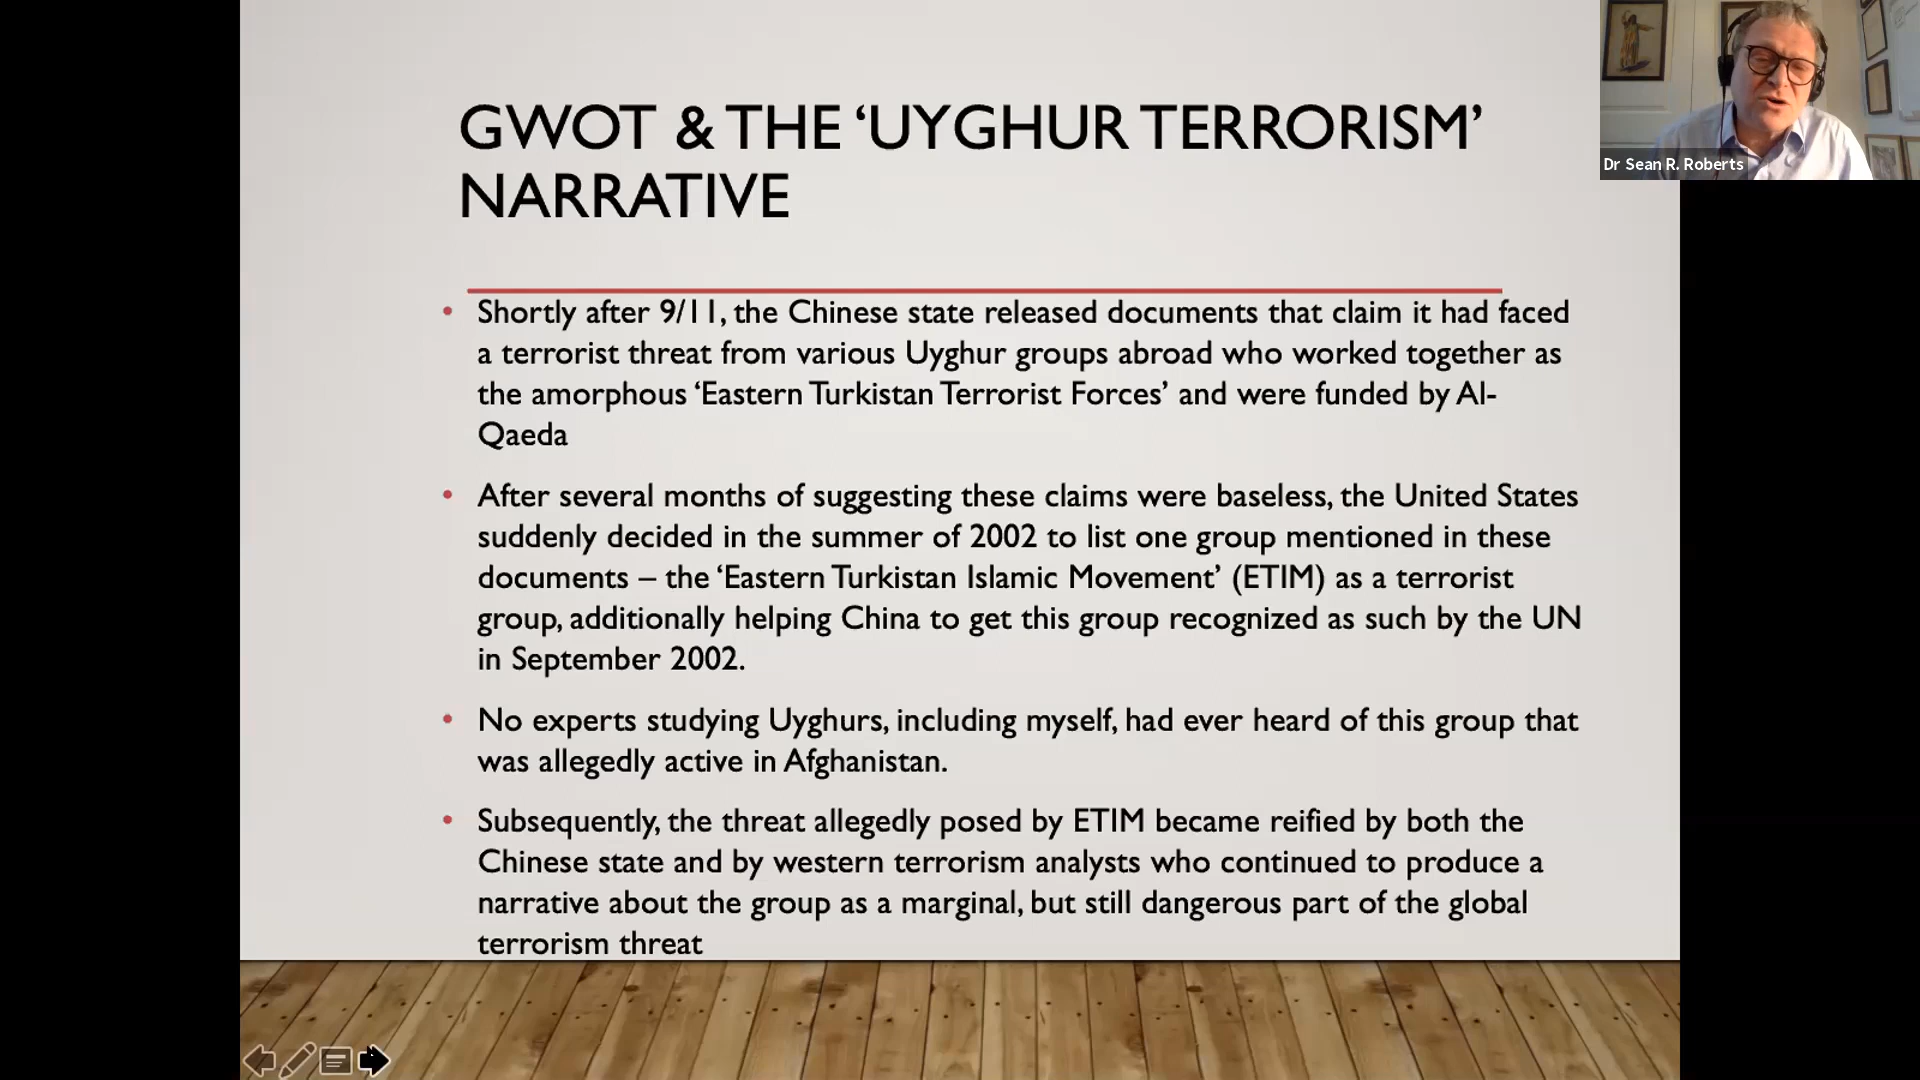 GWOT & THE ‘UYGHUR TERRORISM’
NARRATIVE
Dr Sean R. Roberts
• Shortly after 9/11, the Chinese state released documents that claim it had faced
a terrorist threat from various Uyghur groups abroad who worked together as
the amorphous ‘Eastern Turkistan Terrorist Forces’ and were funded by Al-
Qaeda
• After several months of suggesting these claims were baseless, the United States
suddenly decided in the summer of 2002 to list one group mentioned in these
documents – the ‘Eastern Turkistan Islamic Movement’ (ETIM) as a terrorist
group, additionally helping China to get this group recognized as such by the UN
in September 2002.
• No experts studying Uyghurs, including myself, had ever heard of this group that
was allegedly active in Afghanistan.
• Subsequently, the threat allegedly posed by ETIM became reified by both the
Chinese state and by western terrorism analysts who continued to produce a
narrative about the group as a marginal, but still dangerous part of the global
terrorism threat